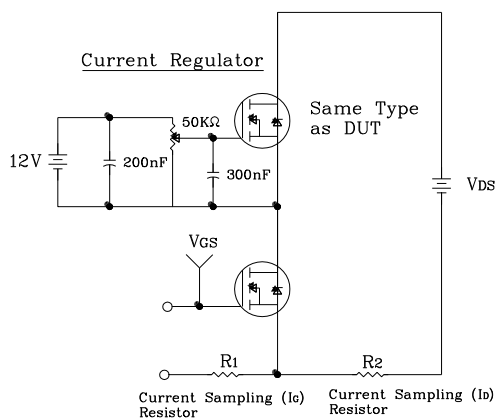 Current Regulator
50KΩ
Same Type
as DUT
12V
200nF
300nF
VDS
VGS
R1
R2
Current Sampling (IG)
Resistor
Current Sampling (ID)
Resistor